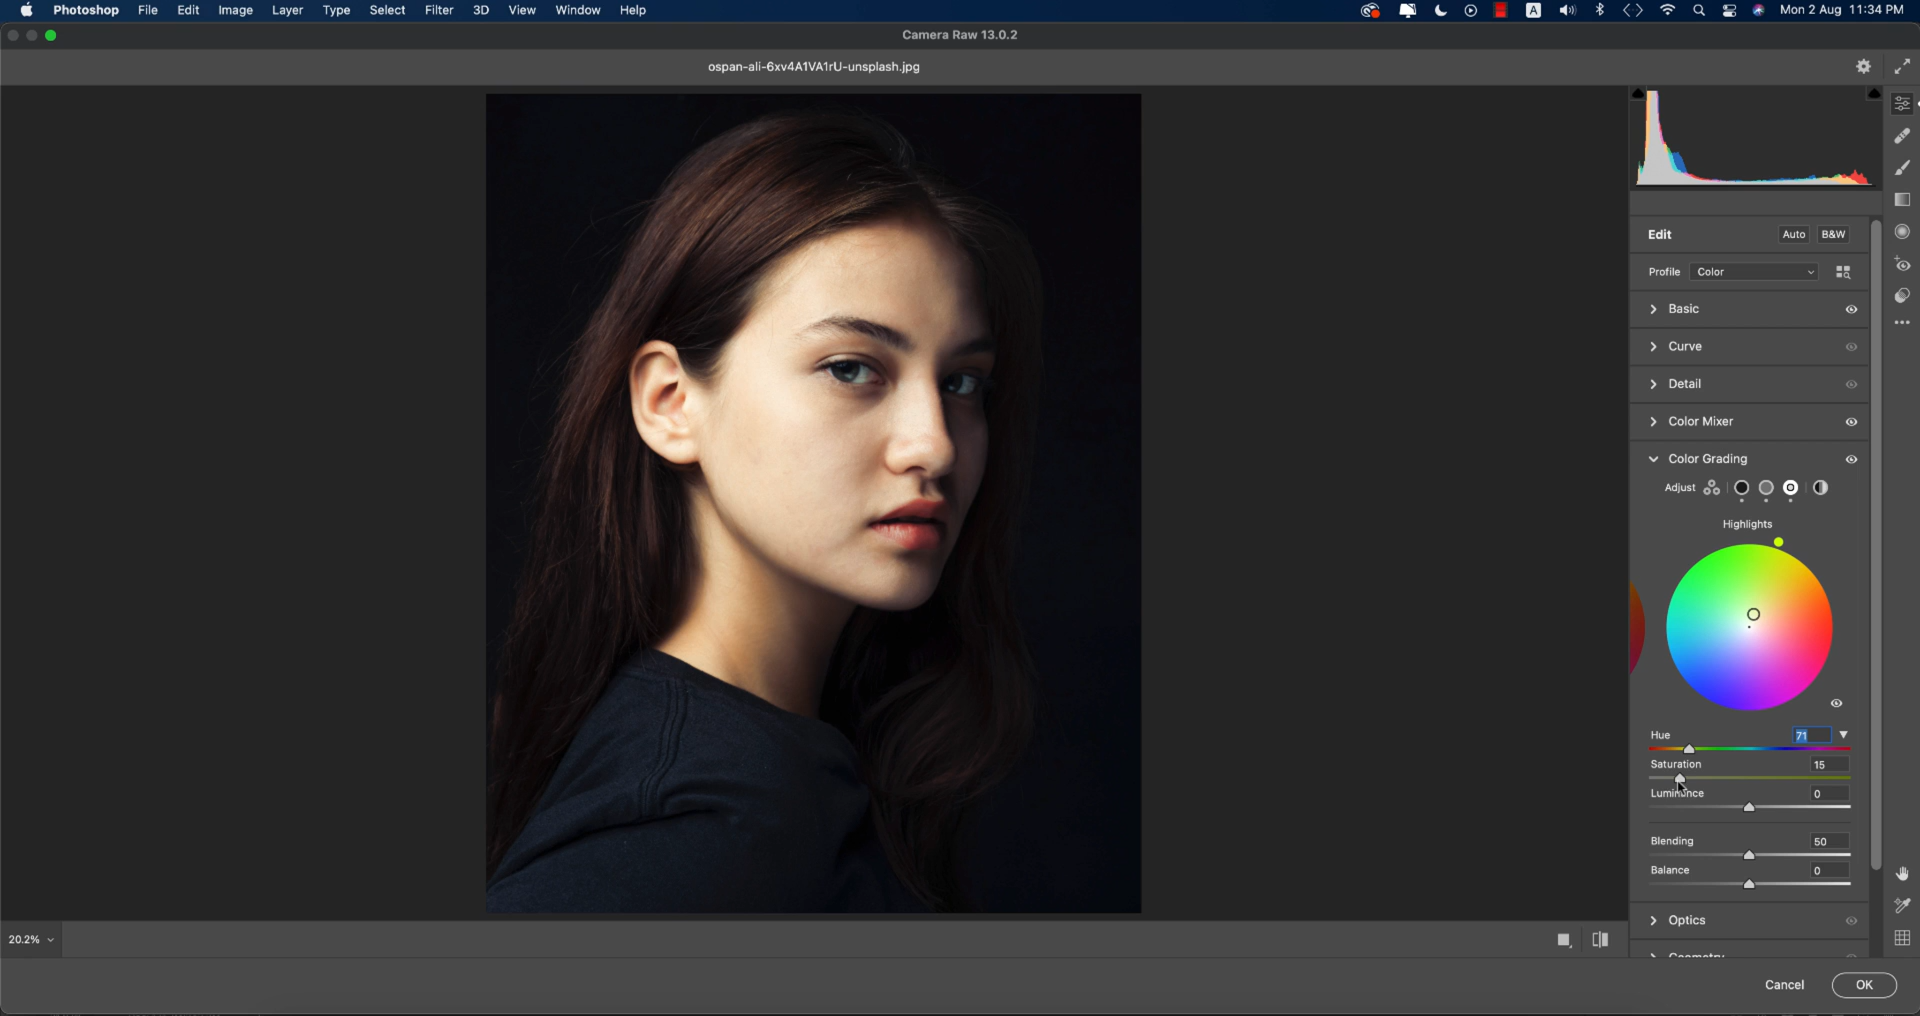 Photoshop File Edit Image Layer Type Select Filter 3D View Window Help A Mon 2 Aug 11:34 PM
Camera Raw 13.0.2
ospan-ali-6xv4A1VA1rU-unsplash.jpg
Edit Auto B&W
Profile Color
Basic
Curve
Detail
Color Mixer
Color Grading
Adjust
Highlights
Hue 71
Saturation 15
Luminance 0
Blending 50
Balance 0
Optics
Geometry
20.2%
Cancel OK